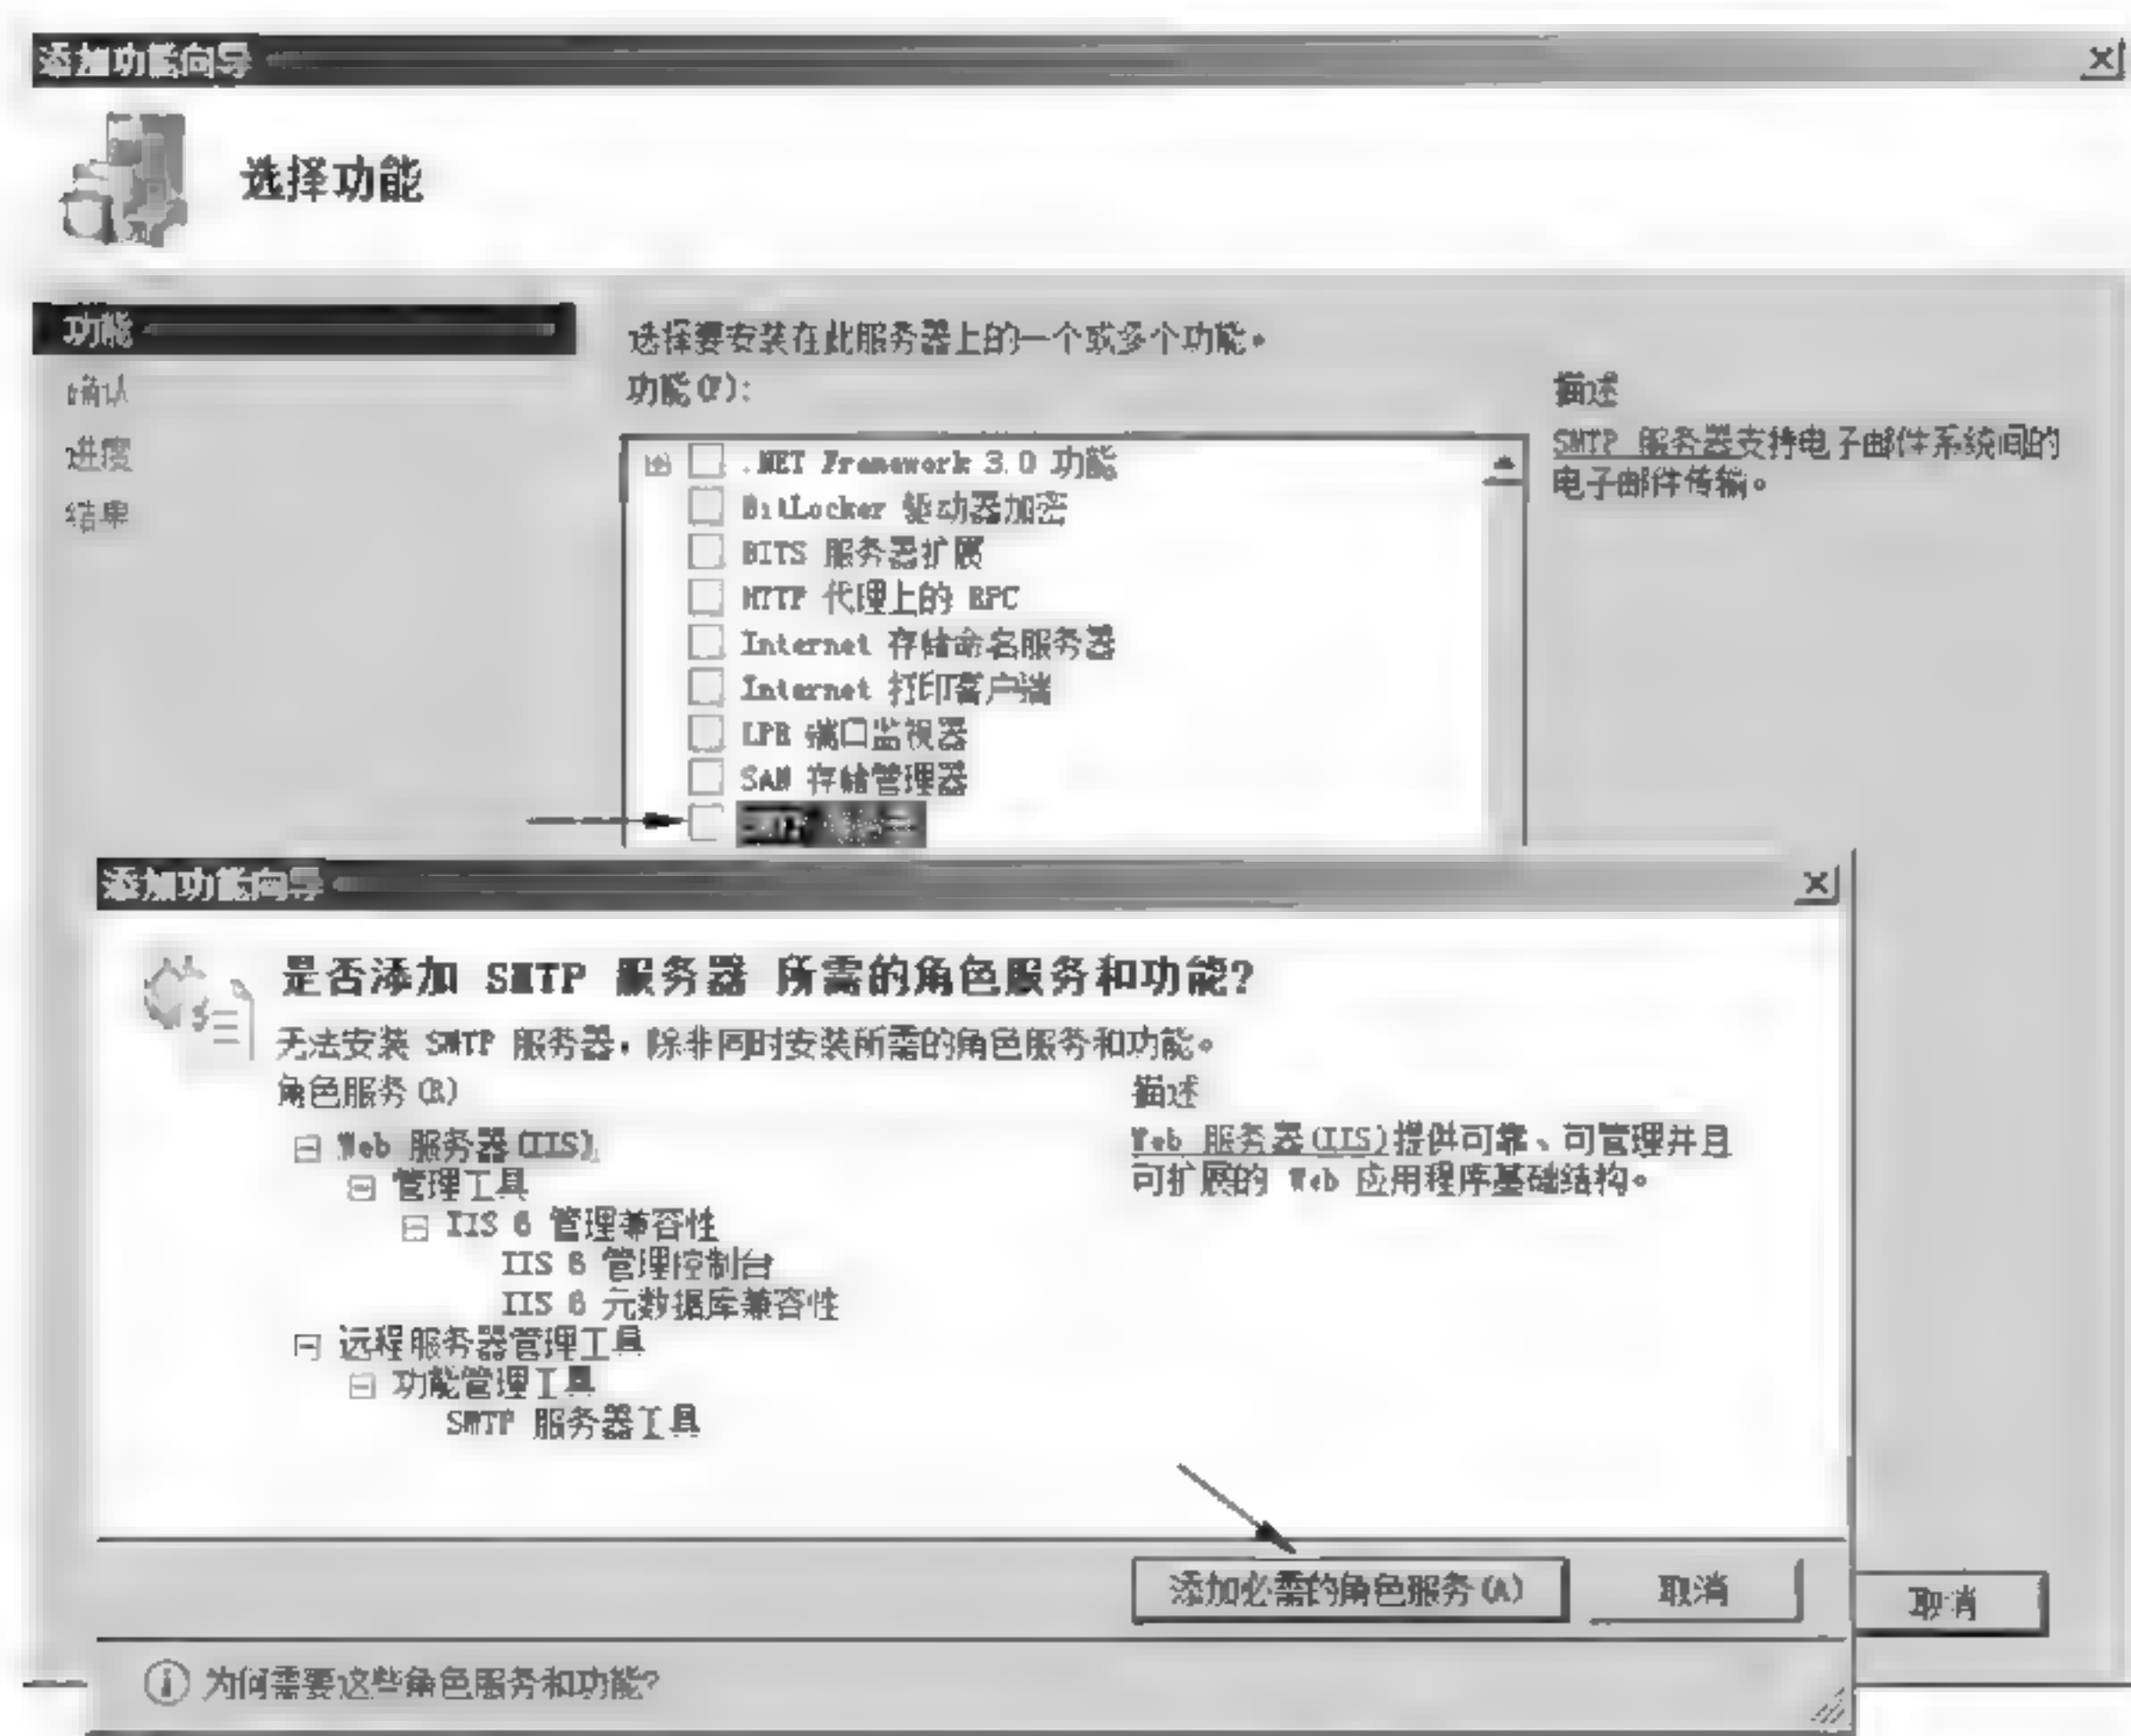 添加功能向导
选择功能
功能
确认
进度
结果
选择要安装在此服务器上的一个或多个功能。
功能(F):
.NET Framework 3.0 功能
BitLocker 驱动器加密
BITS 服务器扩展
HTTP 代理上的 RPC
Internet 存储命名服务器
Internet 打印客户端
LPR 端口监视器
SAN 存储管理器
描述
SMTP 服务器支持电子邮件系统间的
电子邮件传输。
添加功能向导
是否添加 SMTP 服务器 所需的角色服务和功能?
无法安装 SMTP 服务器,除非同时安装所需的角色服务和功能。
角色服务(R)
Web 服务器(IIS)
管理工具
IIS 6 管理兼容性
IIS 6 管理控制台
IIS 6 元数据库兼容性
远程服务器管理工具
功能管理工具
SMTP 服务器工具
描述
Web 服务器(IIS)提供可靠、可管理并且
可扩展的 Web 应用程序基础结构。
添加必需的角色服务(A)
取消
取消
为何需要这些角色服务和功能?